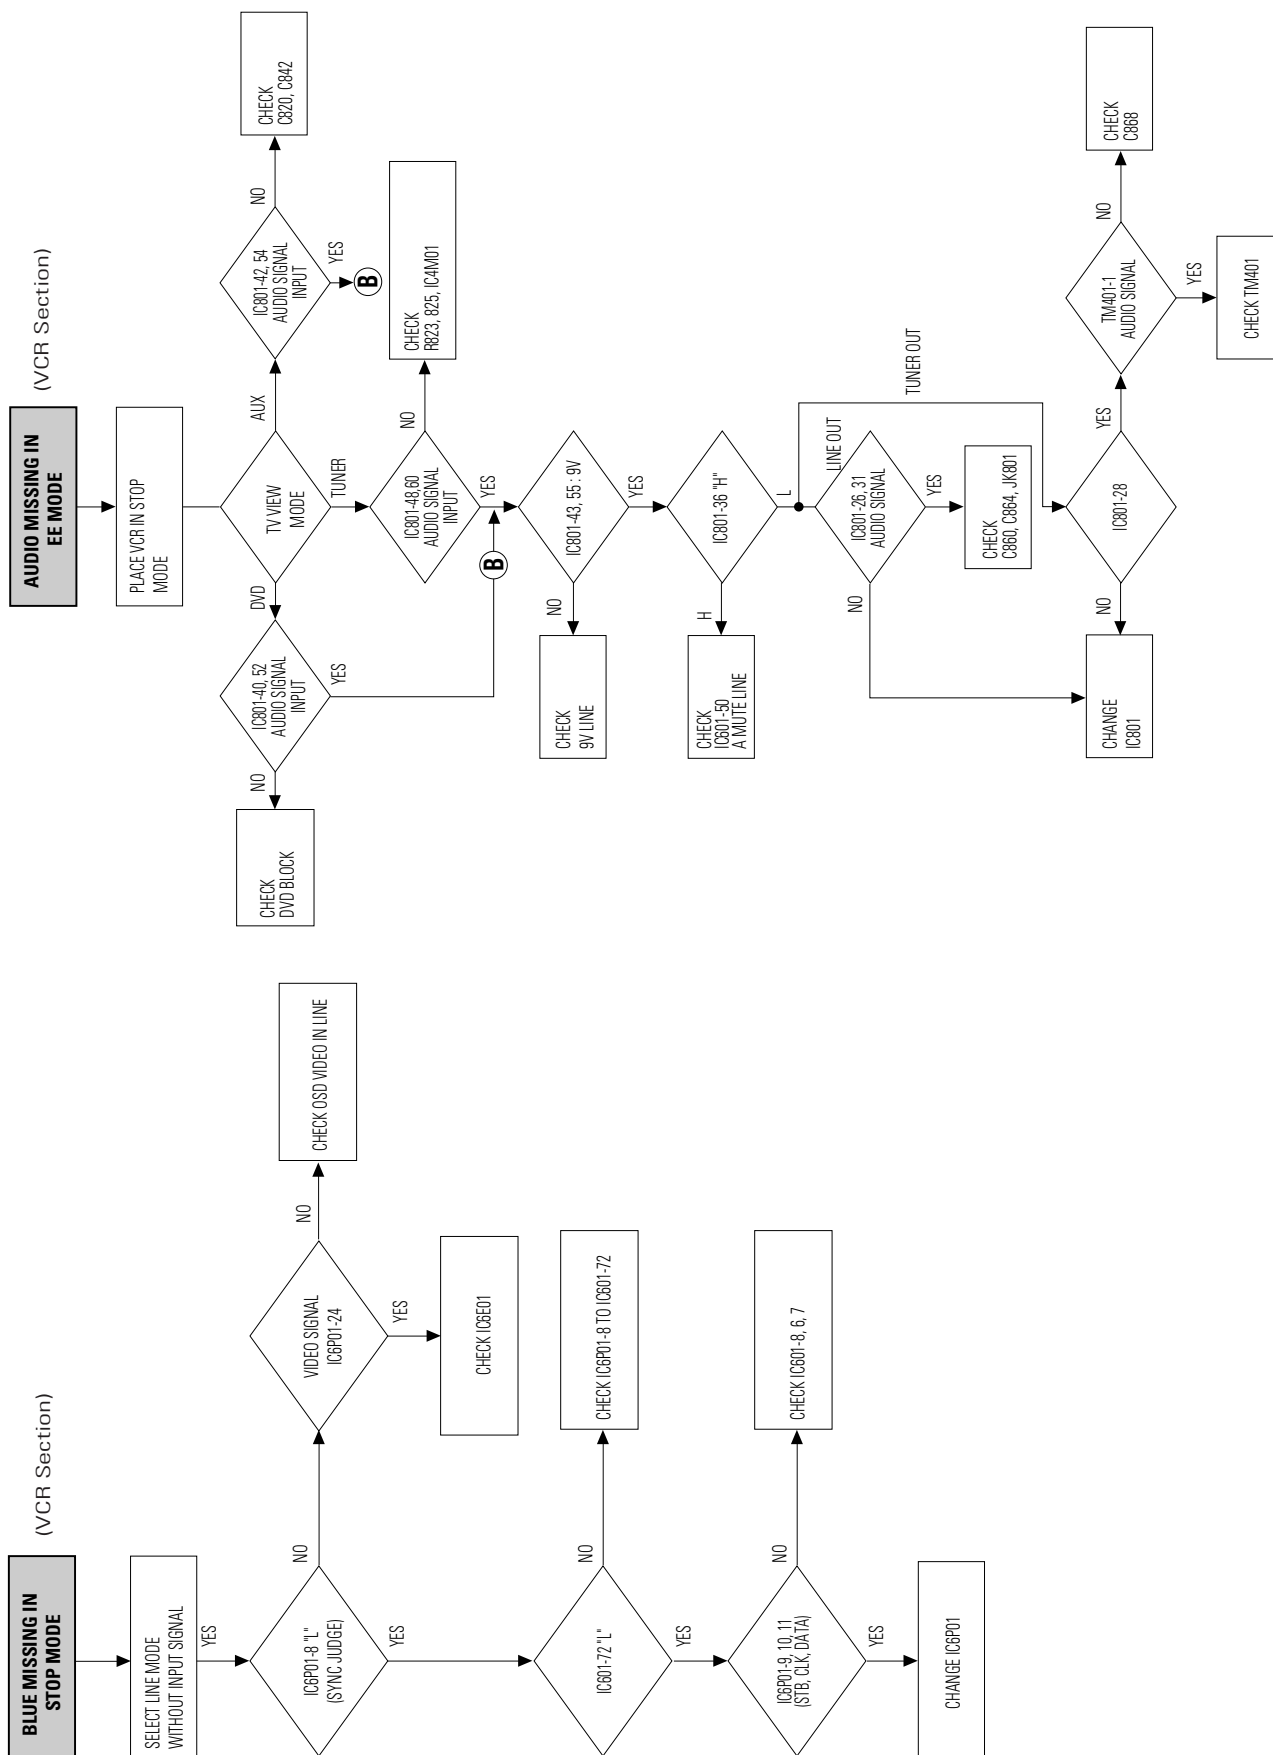 BLUE MISSING IN
STOP MODE
(VCR Section)
SELECT LINE MODE
WITHOUT INPUT SIGNAL
YES
IC6P01-8 "L"
(SYNC JUDGE)
NO
VIDEO SIGNAL
IC6P01-24
NO
CHECK OSD VIDEO IN LINE
YES
CHECK IC6E01
YES
IC601-72 "L"
NO
CHECK IC6P01-8 TO IC601-72
YES
IC6P01-9, 10, 11
(STB, CLK, DATA)
NO
CHECK IC601-8, 6, 7
YES
CHANGE IC6P01
AUDIO MISSING IN
EE MODE
(VCR Section)
PLACE VCR IN STOP
MODE
TV VIEW
MODE
DVD
IC801-40, 52
AUDIO SIGNAL
INPUT
NO
CHECK
DVD BLOCK
YES
B
AUX
IC801-42, 54
AUDIO SIGNAL
INPUT
NO
CHECK
C820, C842
YES
B
TUNER
IC801-48,60
AUDIO SIGNAL
INPUT
NO
CHECK
R823, 825, IC4M01
YES
IC801-43, 55 : 9V
NO
CHECK
9V LINE
YES
IC801-36 "H"
H
CHECK
IC601-50
A MUTE LINE
L
LINE OUT
TUNER OUT
IC801-26, 31
AUDIO SIGNAL
NO
YES
CHECK
C860, C864, JK801
IC801-28
NO
CHANGE
IC801
YES
TM401-1
AUDIO SIGNAL
NO
CHECK
C868
YES
CHECK TM401